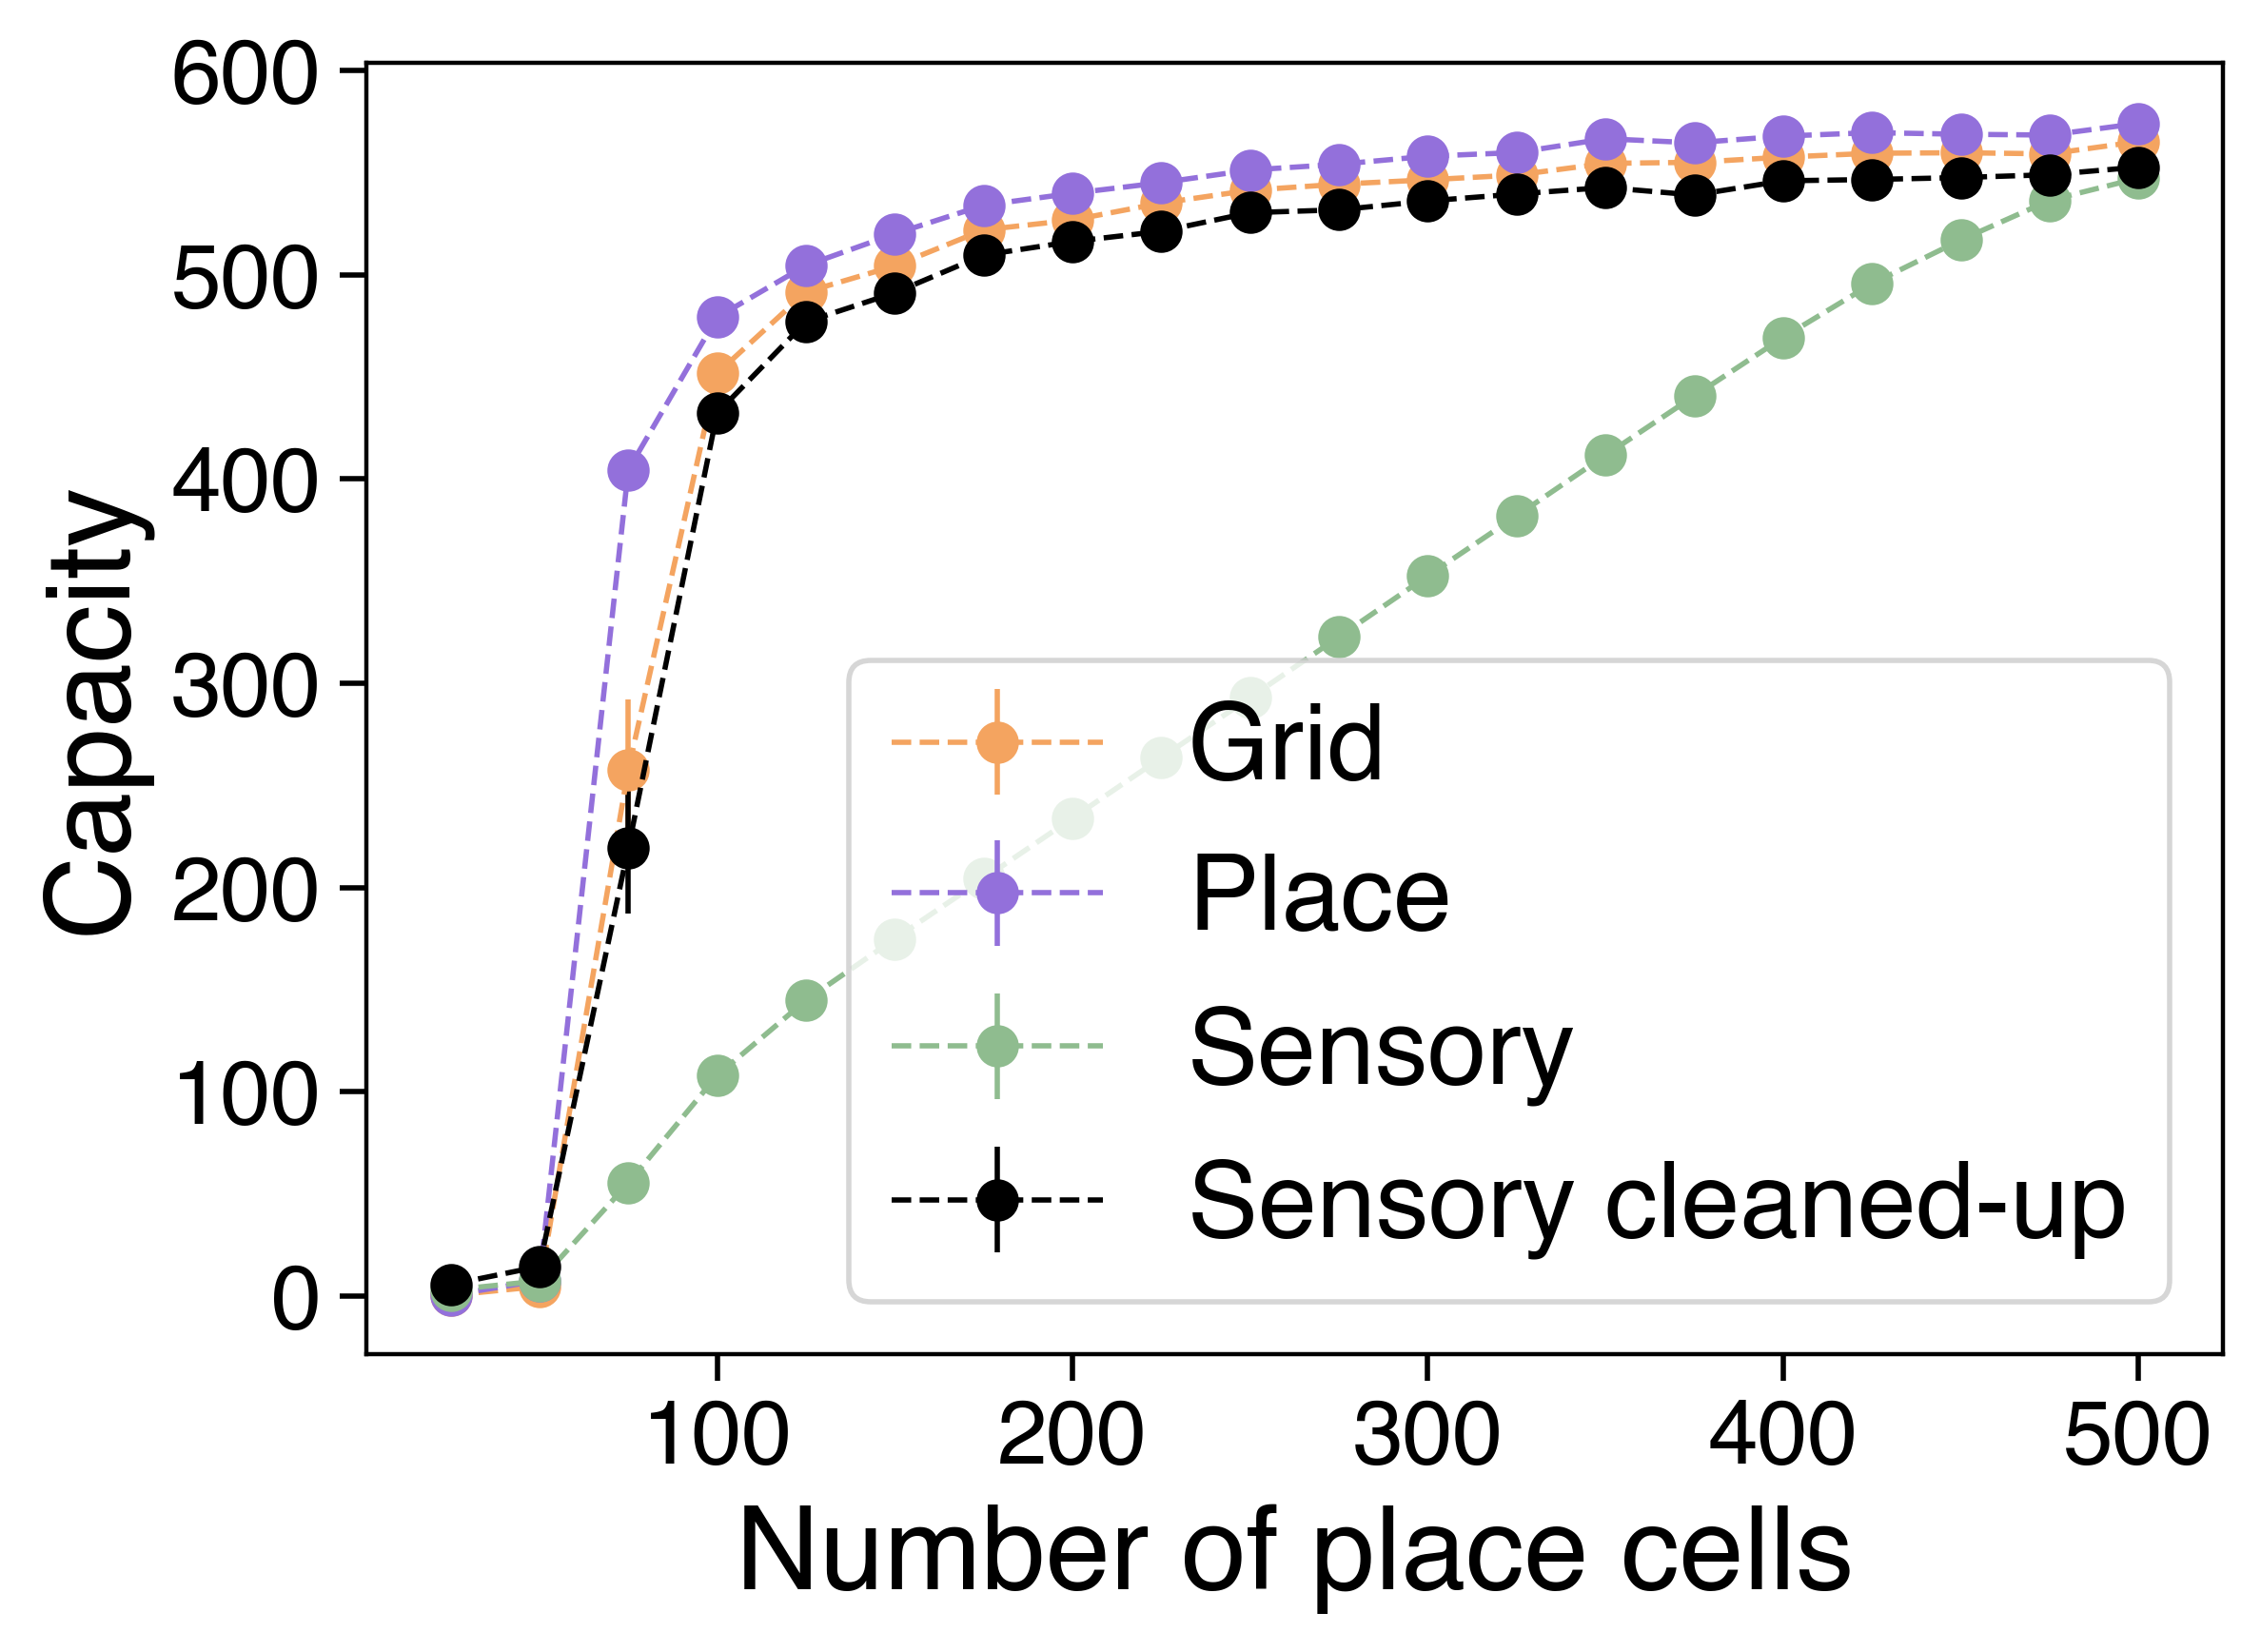 600
500
400
300
200
100
0
Capacity
Grid
Place
Sensory
Sensory cleaned-up
100 200 300 400 500
Number of place cells